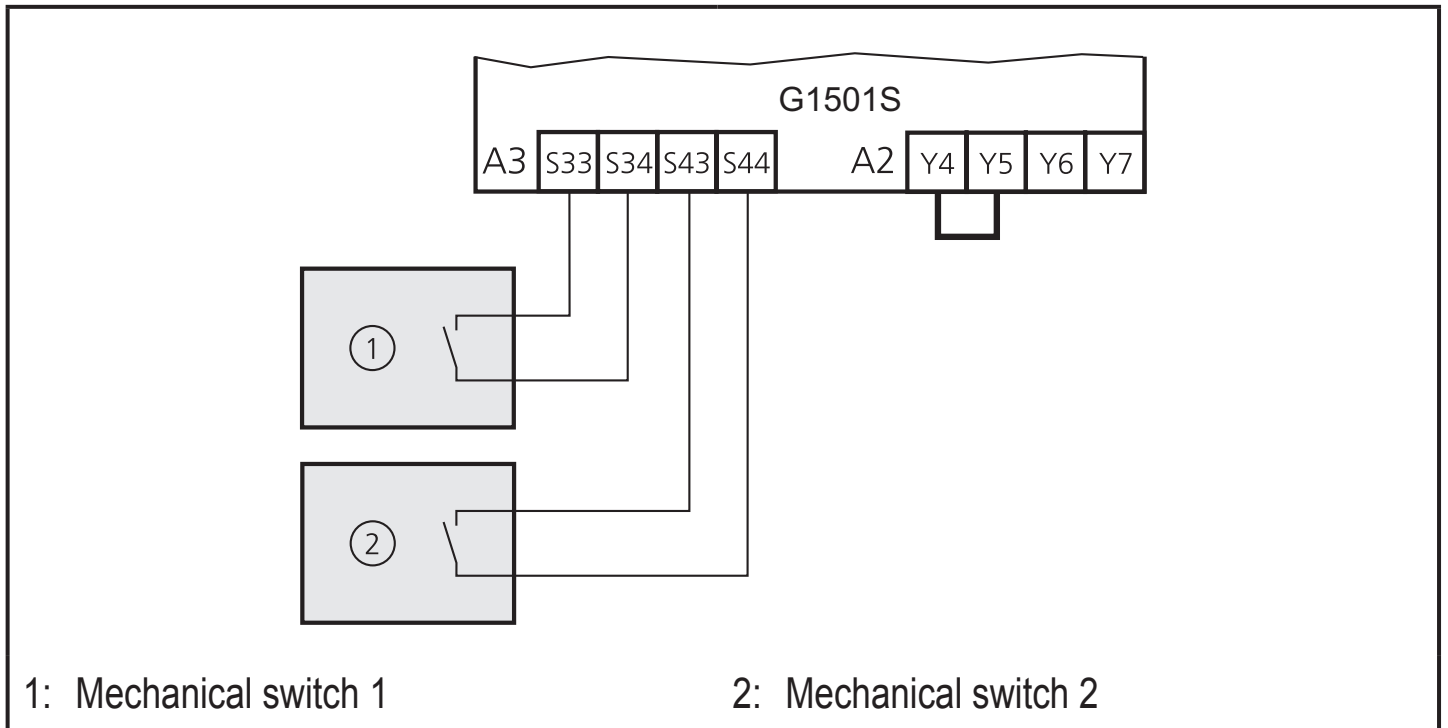 G1501S
A3 S33 S34 S43 S44 A2 Y4 Y5 Y6 Y7
1
2
1: Mechanical switch 1 2: Mechanical switch 2